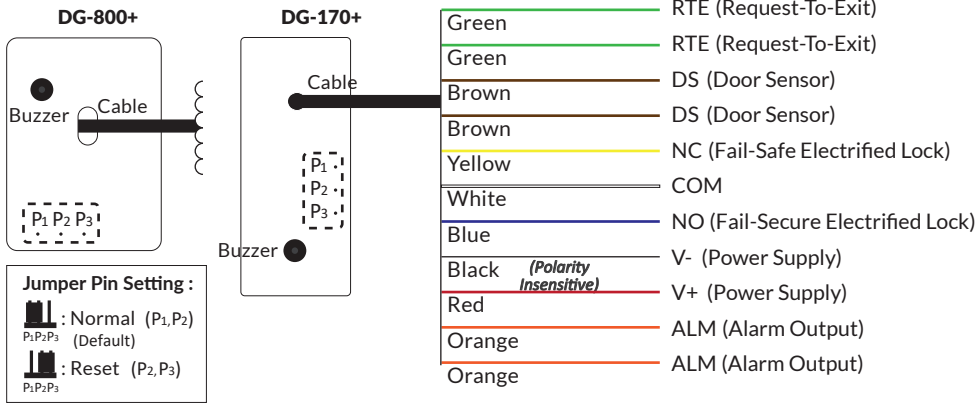 DG-800+
DG-170+
Buzzer
Cable
P1 P2 P3
Cable
P1
P2
P3
Buzzer
Jumper Pin Setting :
: Normal (P1,P2)
(Default)
P1P2P3
: Reset (P2,P3)
P1P2P3
Green
RTE (Request-To-Exit)
Green
RTE (Request-To-Exit)
Brown
DS (Door Sensor)
Brown
DS (Door Sensor)
Yellow
NC (Fail-Safe Electrified Lock)
White
COM
Blue
NO (Fail-Secure Electrified Lock)
Black
(Polarity
Insensitive)
V- (Power Supply)
Red
V+ (Power Supply)
Orange
ALM (Alarm Output)
Orange
ALM (Alarm Output)